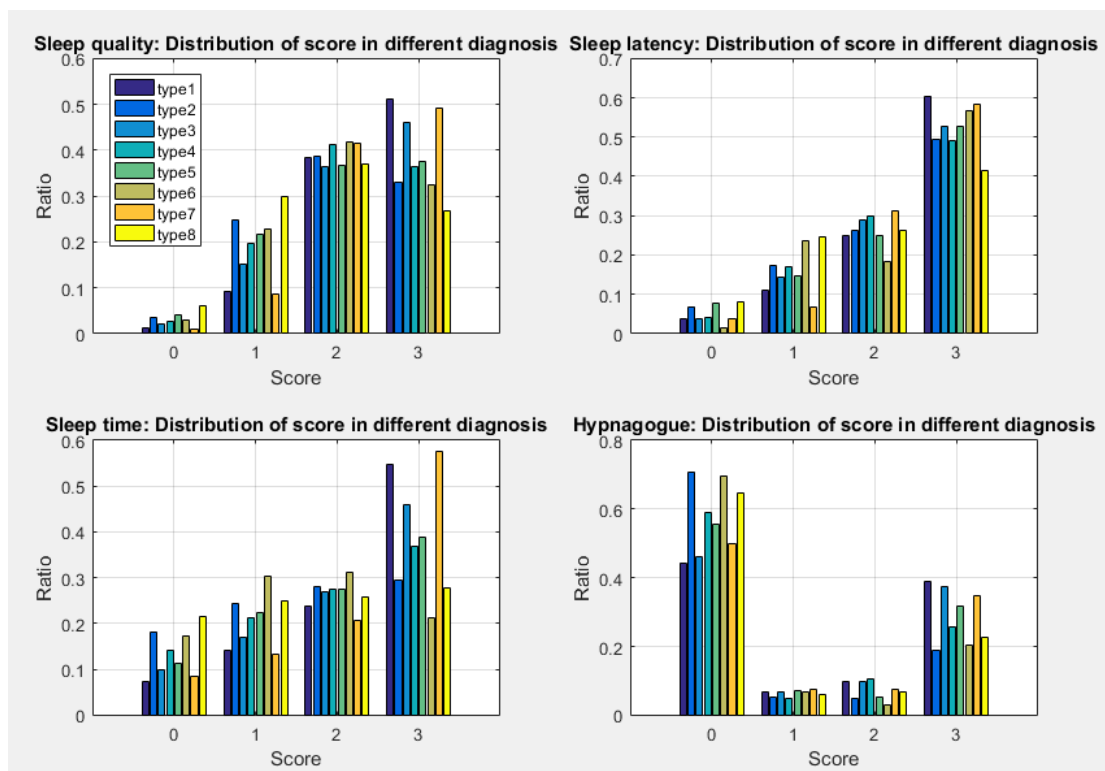 Sleep quality: Distribution of score in different diagnosis
0.6
0.5
0.4
0.3
0.2
0.1
0
Ratio
type1
type2
type3
type4
type5
type6
type7
type8
0 1 2 3
Score
Sleep latency: Distribution of score in different diagnosis
0.7
0.6
0.5
0.4
0.3
0.2
0.1
0
Ratio
0 1 2 3
Score
Sleep time: Distribution of score in different diagnosis
0.6
0.5
0.4
0.3
0.2
0.1
0
Ratio
0 1 2 3
Score
Hypnagogue: Distribution of score in different diagnosis
0.8
0.6
0.4
0.2
0
Ratio
0 1 2 3
Score